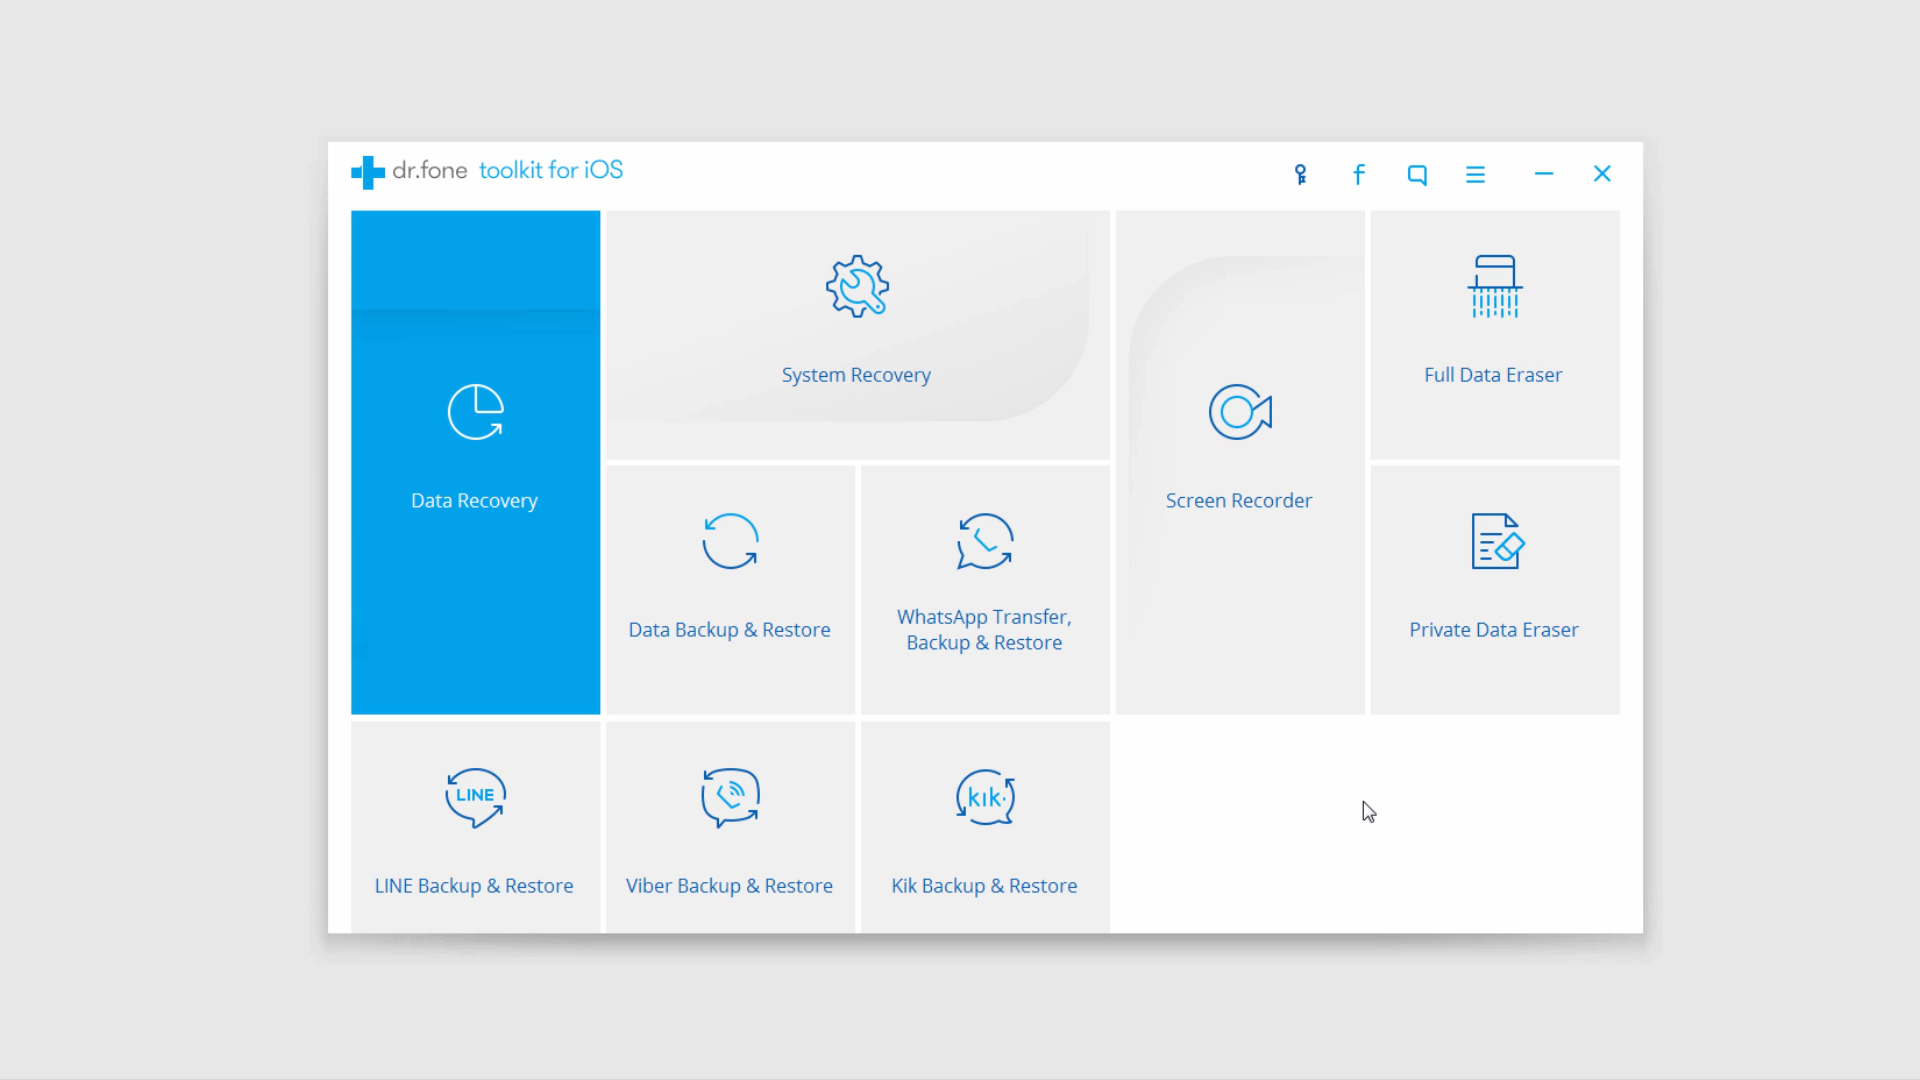 dr.fone toolkit for iOS
System Recovery
Full Data Eraser
Data Recovery
Screen Recorder
Data Backup & Restore
WhatsApp Transfer,
Backup & Restore
Private Data Eraser
LINE
kik·
LINE Backup & Restore
Viber Backup & Restore
Kik Backup & Restore